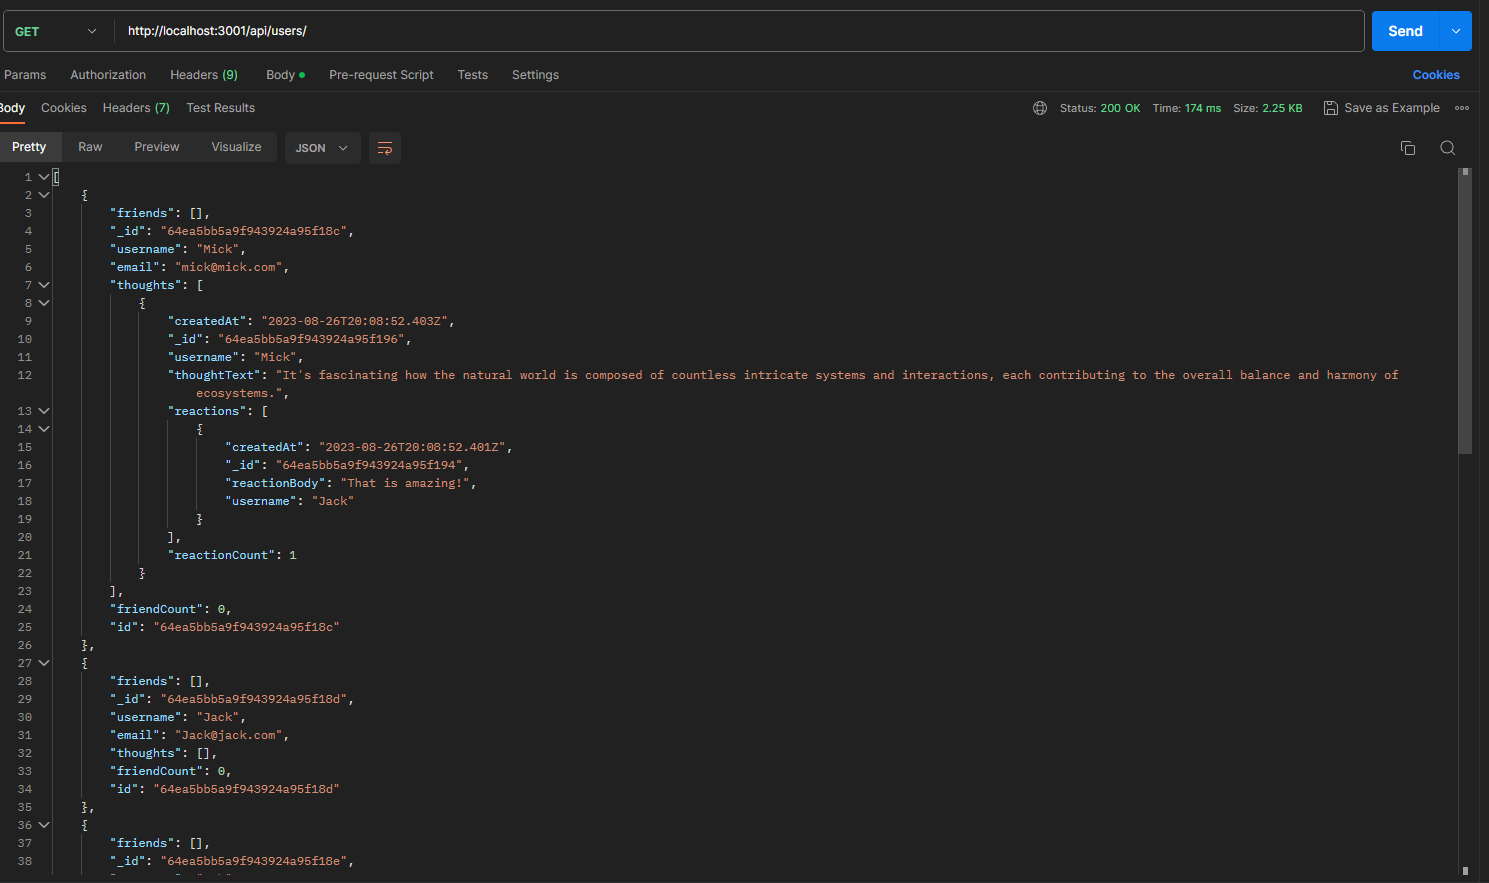 GET http://localhost:3001/api/users/ Send
Params Authorization Headers (9) Body Pre-request Script Tests Settings Cookies
Body Cookies Headers (7) Test Results Status: 200 OK Time: 174 ms Size: 2.25 KB Save as Example
Pretty Raw Preview Visualize JSON
1 [
2 {
3 "friends": [],
4 "_id": "64ea5bb5a9f943924a95f18c",
5 "username": "Mick",
6 "email": "mick@mick.com",
7 "thoughts": [
8 {
9 "createdAt": "2023-08-26T20:08:52.403Z",
10 "_id": "64ea5bb5a9f943924a95f196",
11 "username": "Mick",
12 "thoughtText": "It's fascinating how the natural world is composed of countless intricate systems and interactions, each contributing to the overall balance and harmony of
ecosystems.",
13 "reactions": [
14 {
15 "createdAt": "2023-08-26T20:08:52.401Z",
16 "_id": "64ea5bb5a9f943924a95f194",
17 "reactionBody": "That is amazing!",
18 "username": "Jack"
19 }
20 ],
21 "reactionCount": 1
22 }
23 ],
24 "friendCount": 0,
25 "id": "64ea5bb5a9f943924a95f18c"
26 },
27 {
28 "friends": [],
29 "_id": "64ea5bb5a9f943924a95f18d",
30 "username": "Jack",
31 "email": "Jack@jack.com",
32 "thoughts": [],
33 "friendCount": 0,
34 "id": "64ea5bb5a9f943924a95f18d"
35 },
36 {
37 "friends": [],
38 "_id": "64ea5bb5a9f943924a95f18e",